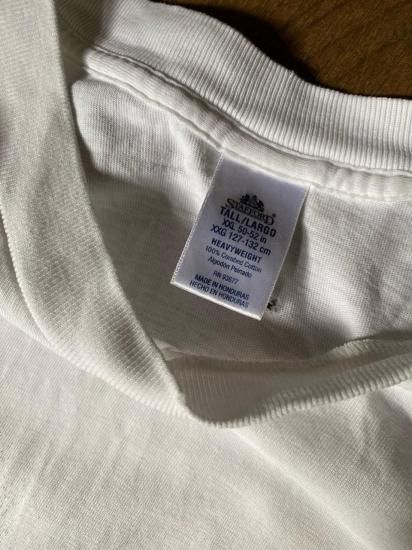 STAFFORD
TALL/LARGO
XXL 50-52 in
XXG 127-132 cm
HEAVYWEIGHT
100% Combed Cotton
Algodón Peinado
RN 93677
MADE IN HONDURAS
HECHO EN HONDURAS